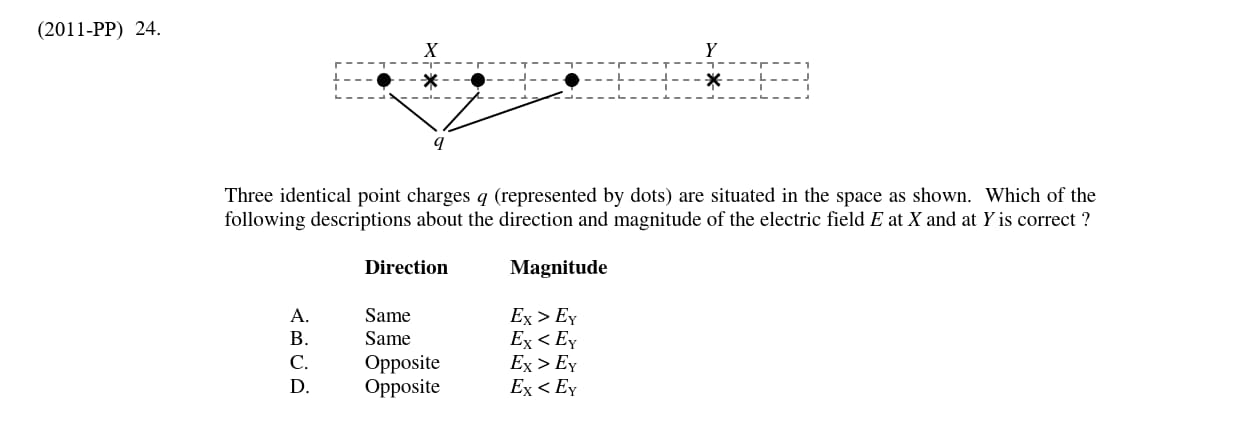 (2011-PP) 24.
X Y
q
Three identical point charges q (represented by dots) are situated in the space as shown. Which of the
following descriptions about the direction and magnitude of the electric field E at X and at Y is correct ?
Direction Magnitude
A. Same E_X > E_Y
B. Same E_X < E_Y
C. Opposite E_X > E_Y
D. Opposite E_X < E_Y